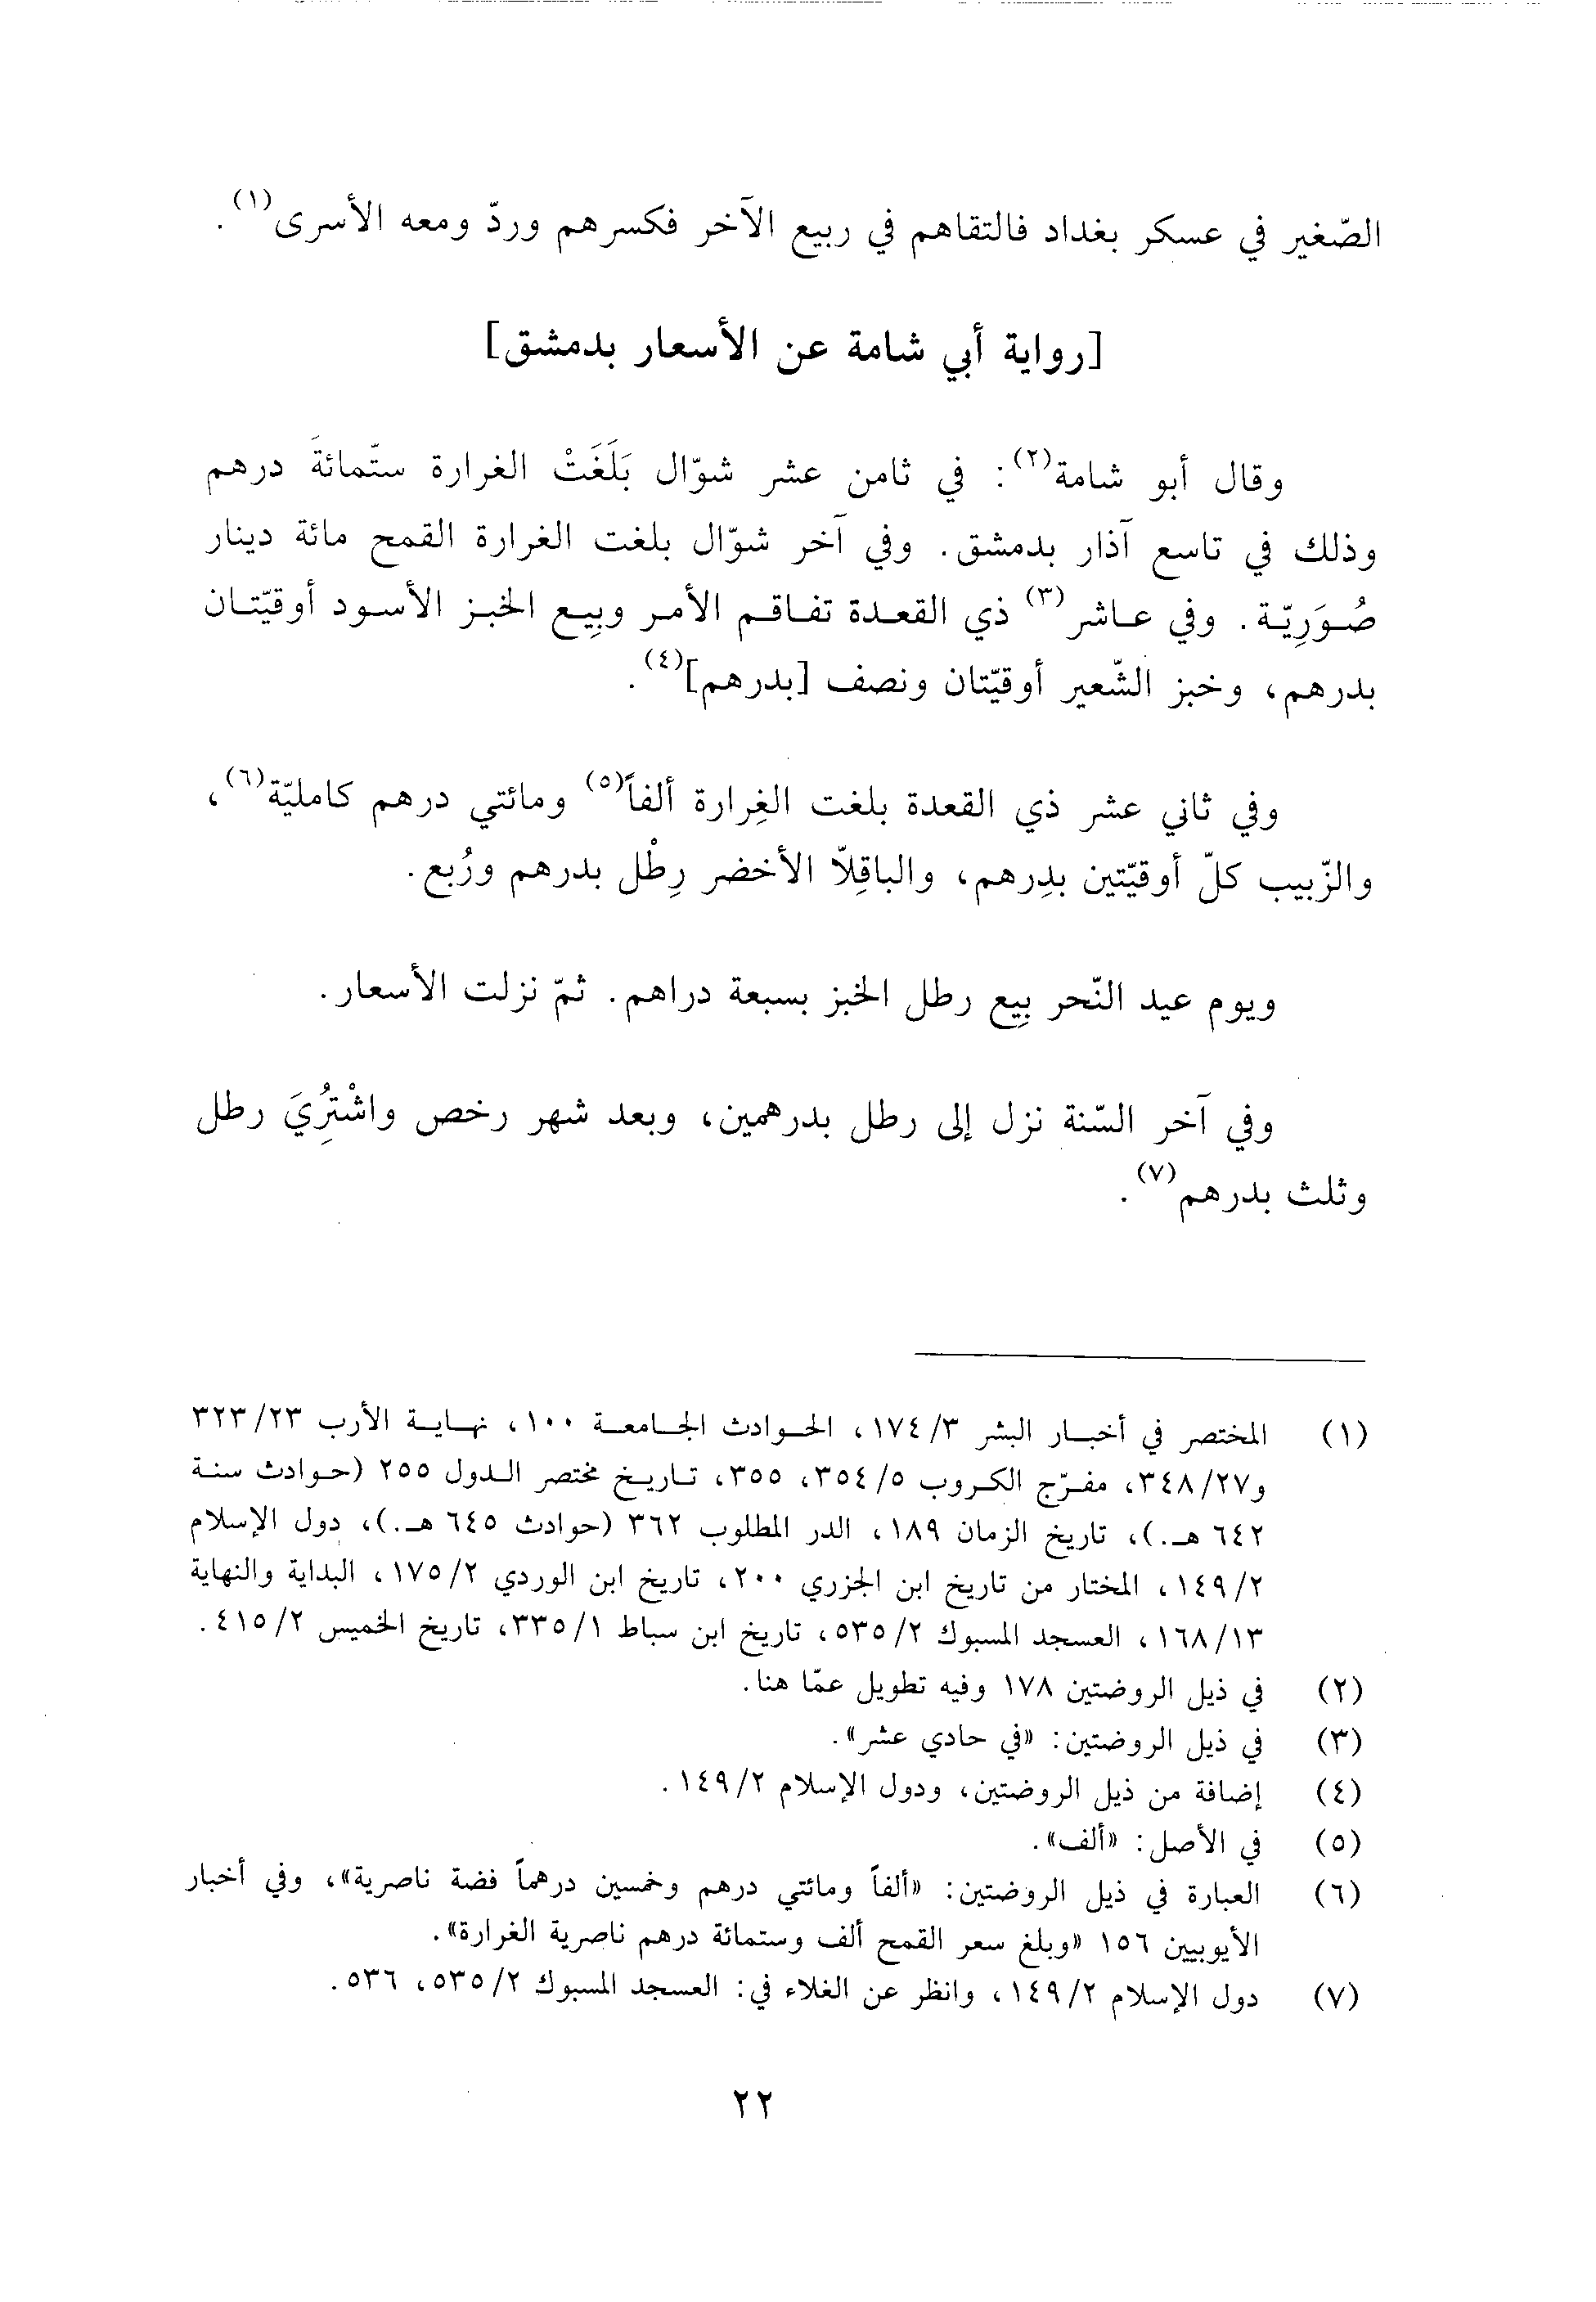 الصّغير في عسكر بغداد فالتقاهم في ربيع الآخر فكسرهم وردّ ومعه الأسرى(١).
[رواية أبي شامة عن الأسعار بدمشق]
وقال أبو شامة(٢): في ثامن عشر شوّال بَلَغَتْ الغرارة ستّمائةَ درهم
وذلك في تاسع آذار بدمشق. وفي آخر شوّال بلغت الغرارة القمح مائة دينار
صُوَرِيّة. وفي عاشر(٣) ذي القعدة تفاقم الأمر وبِيع الخبز الأسود أوقيّتان
بدرهم، وخبز الشّعير أوقيّتان ونصف [بدرهم](٤).
وفي ثاني عشر ذي القعدة بلغت الغِرارة ألفاً(٥) ومائتي درهم كامليّة(٦)،
والزّبيب كلّ أوقيّتين بدِرهم، والباقِلّا الأخضر رِطْل بدرهم ورُبع.
ويوم عيد النّحر بِيع رطل الخبز بسبعة دراهم. ثمّ نزلت الأسعار.
وفي آخر السّنة نزل إلى رطل بدرهمين، وبعد شهر رخص واشْتُرِيَ رطل
وثلث بدرهم(٧).
(١) المختصر في أخبار البشر ٣/ ١٧٤، الحوادث الجامعة ١٠٠، نهاية الأرب ٢٣/ ٣٢٣
و٢٧/ ٣٤٨، مفرّج الكروب ٥/ ٣٥٤، ٣٥٥، تاريخ مختصر الدول ٢٥٥ (حوادث سنة
٦٤٢ هـ.)، تاريخ الزمان ١٨٩، الدر المطلوب ٣٦٢ (حوادث ٦٤٥ هـ.)، دول الإسلام
٢/ ١٤٩، المختار من تاريخ ابن الجزري ٢٠٠، تاريخ ابن الوردي ٢/ ١٧٥، البداية والنهاية
١٣/ ١٦٨، العسجد المسبوك ٢/ ٥٣٥، تاريخ ابن سباط ١/ ٣٣٥، تاريخ الخميس ٢/ ٤١٥.
(٢) في ذيل الروضتين ١٧٨ وفيه تطويل عمّا هنا.
(٣) في ذيل الروضتين: «في حادي عشر».
(٤) إضافة من ذيل الروضتين، ودول الإسلام ٢/ ١٤٩.
(٥) في الأصل: «ألف».
(٦) العبارة في ذيل الروضتين: «ألفاً ومائتي درهم وخمسين درهماً فضة ناصرية»، وفي أخبار
الأيوبيين ١٥٦ «وبلغ سعر القمح ألف وستمائة درهم ناصرية الغرارة».
(٧) دول الإسلام ٢/ ١٤٩، وانظر عن الغلاء في: العسجد المسبوك ٢/ ٥٣٥، ٥٣٦.
٢٢